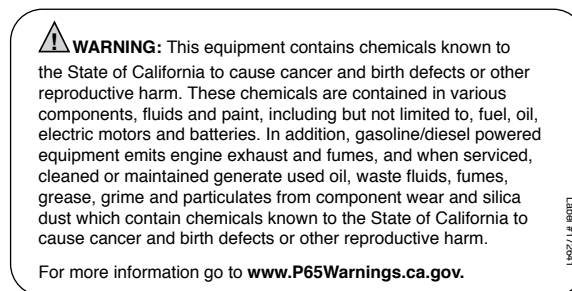 WARNING: This equipment contains chemicals known to
the State of California to cause cancer and birth defects or other
reproductive harm. These chemicals are contained in various
components, fluids and paint, including but not limited to, fuel, oil,
electric motors and batteries. In addition, gasoline/diesel powered
equipment emits engine exhaust and fumes, and when serviced,
cleaned or maintained generate used oil, waste fluids, fumes,
grease, grime and particulates from component wear and silica
dust which contain chemicals known to the State of California to
cause cancer and birth defects or other reproductive harm.
For more information go to www.P65Warnings.ca.gov.
Label #172641